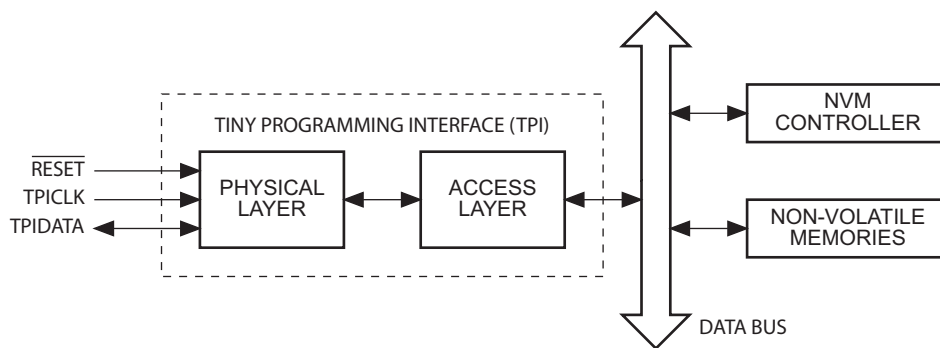 TINY PROGRAMMING INTERFACE (TPI)
RESET
TPICLK
TPIDATA
PHYSICAL
LAYER
ACCESS
LAYER
NVM
CONTROLLER
NON-VOLATILE
MEMORIES
DATA BUS